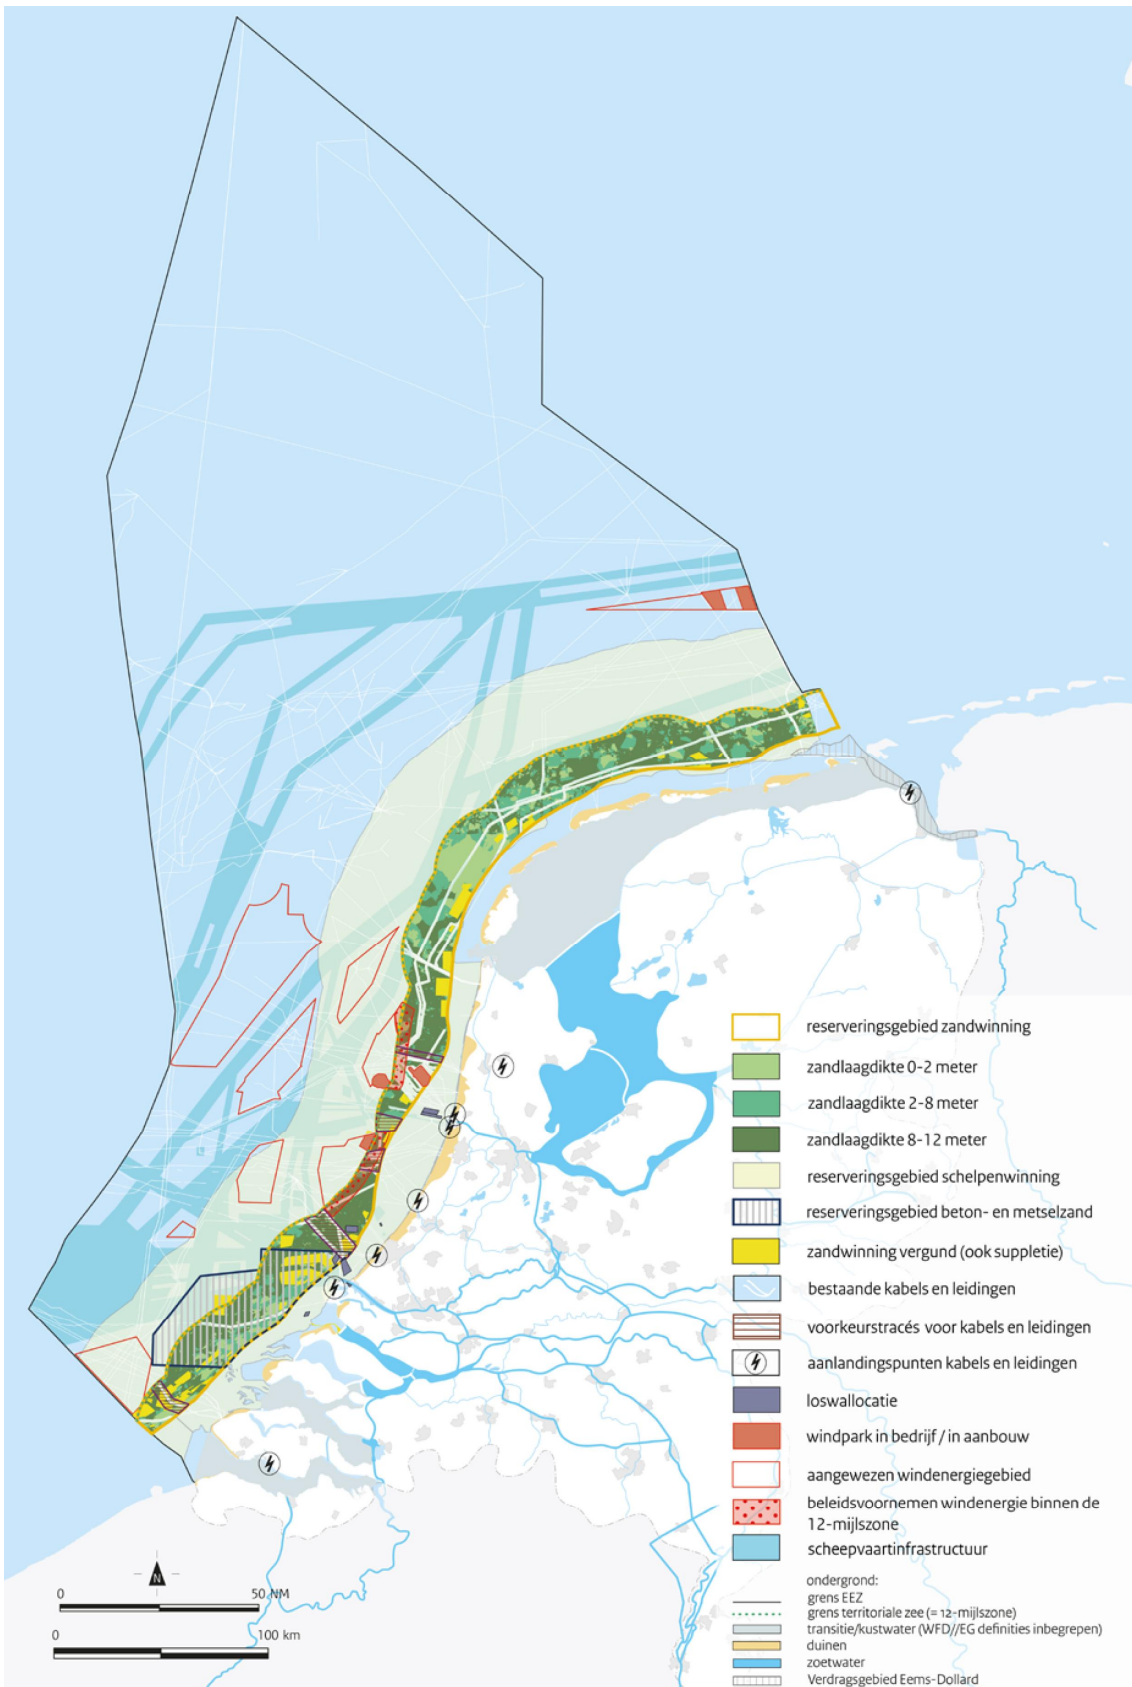 reserveringsgebied zandwinning
zandlaagdikte 0-2 meter
zandlaagdikte 2-8 meter
zandlaagdikte 8-12 meter
reserveringsgebied schelpenwinning
reserveringsgebied beton- en metselzand
zandwinning vergund (ook suppletie)
bestaande kabels en leidingen
voorkeurstracés voor kabels en leidingen
aanlandingspunten kabels en leidingen
loswallocatie
windpark in bedrijf / in aanbouw
aangewezen windenergiegebied
beleidsvoornemen windenergie binnen de
12-mijlszone
scheepvaartinfrastructuur
ondergrond:
grens EEZ
grens territoriale zee (= 12-mijlszone)
transitie/kustwater (WFD//EG definities inbegrepen)
duinen
zoetwater
Verdragsgebied Eems-Dollard
N
0 50 NM
0 100 km